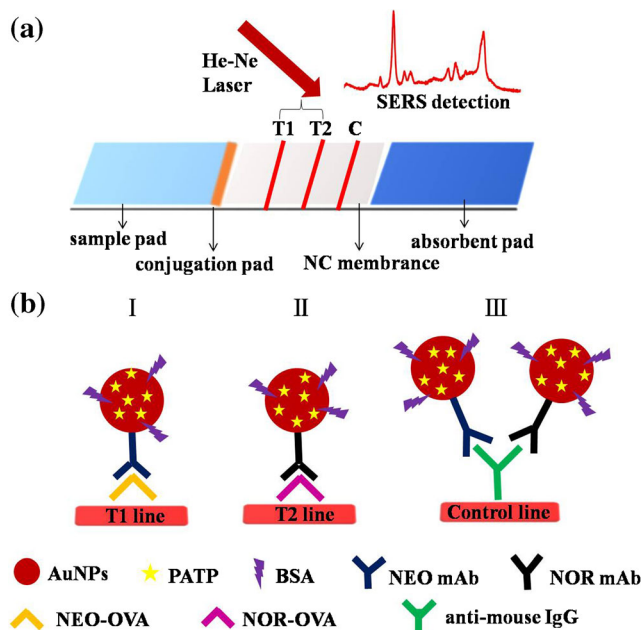 (a)
He-Ne
Laser
SERS detection
T1 T2 C
sample pad
conjugation pad
NC membrance
absorbent pad
(b)
I II III
T1 line
T2 line
Control line
AuNPs PATP BSA NEO mAb NOR mAb
NEO-OVA NOR-OVA anti-mouse IgG